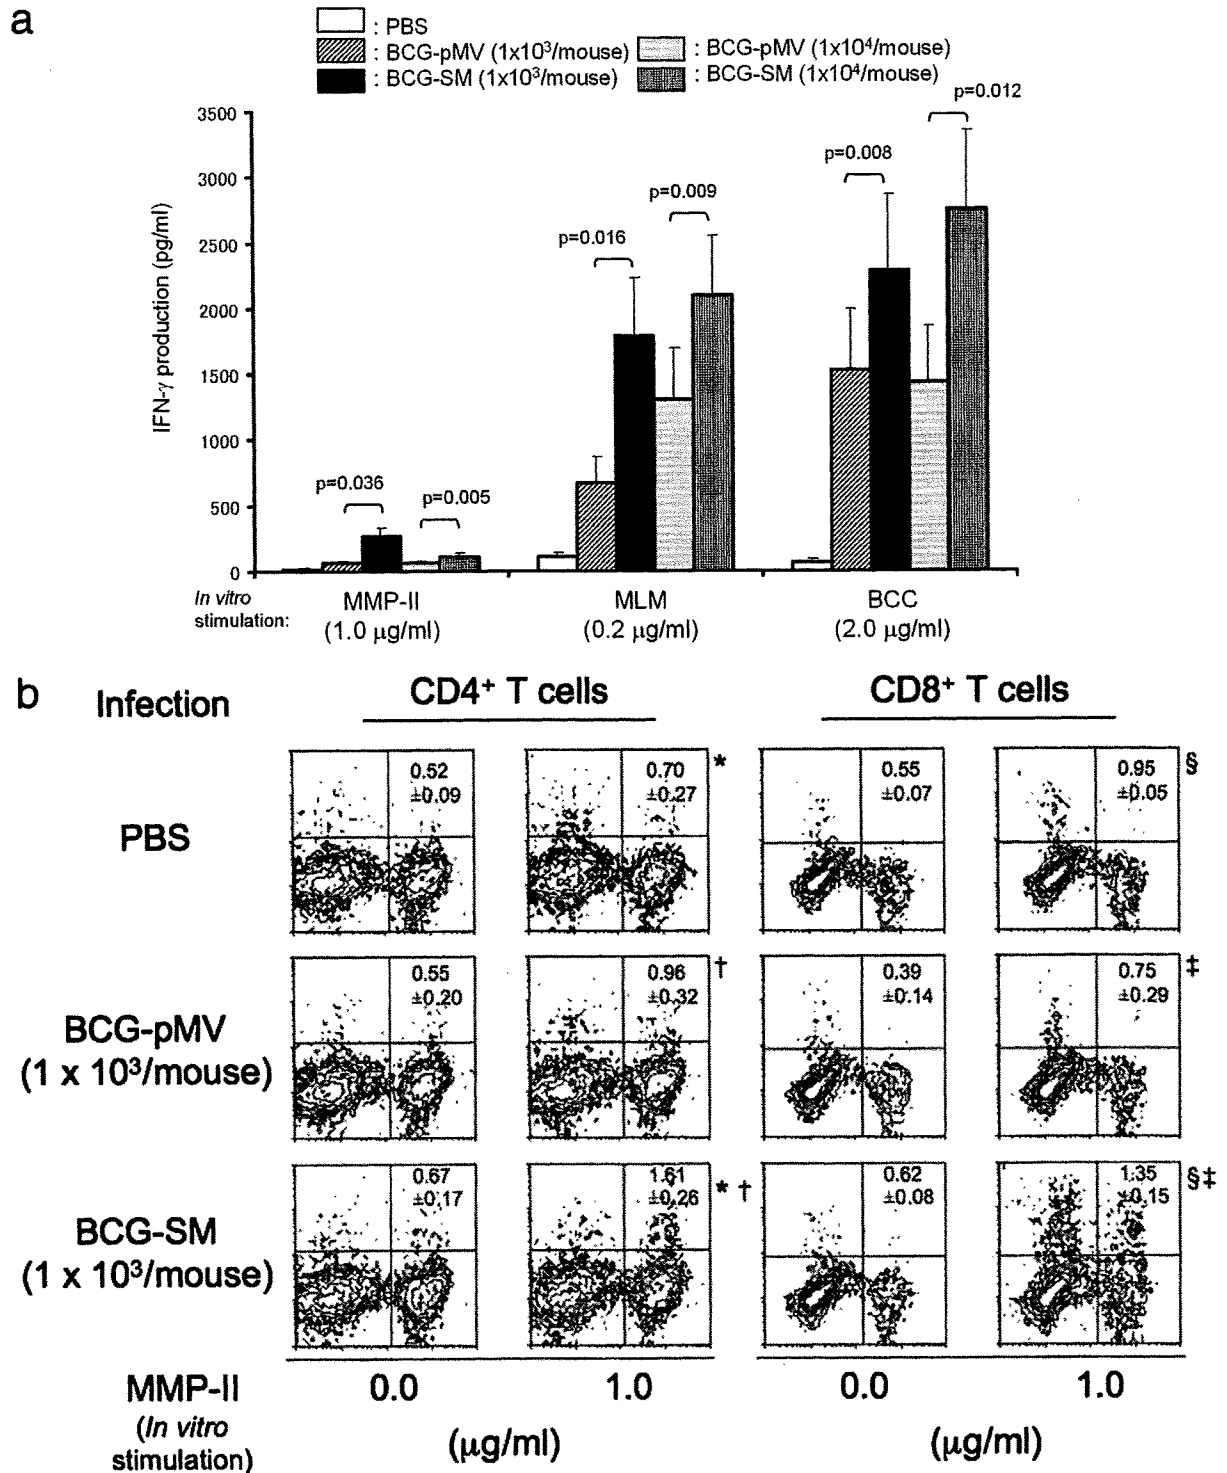 a
: PBS
: BCG-pMV (1x10³/mouse) : BCG-pMV (1x10⁴/mouse)
: BCG-SM (1x10³/mouse) : BCG-SM (1x10⁴/mouse)
IFN-γ production (pg/ml)
3500
3000
2500
2000
1500
1000
500
0
p=0.036
p=0.005
p=0.016
p=0.009
p=0.008
p=0.012
In vitro
stimulation:
MMP-II
(1.0 µg/ml)
MLM
(0.2 µg/ml)
BCC
(2.0 µg/ml)
b
Infection
CD4⁺ T cells
CD8⁺ T cells
PBS
0.52
±0.09
0.70
±0.27
*
0.55
±0.07
0.95
±0.05
§
BCG-pMV
(1 x 10³/mouse)
0.55
±0.20
0.96
±0.32
†
0.39
±0.14
0.75
±0.29
‡
BCG-SM
(1 x 10³/mouse)
0.67
±0.17
1.61
±0.26
* †
0.62
±0.08
1.35
±0.15
§‡
MMP-II
(In vitro
stimulation)
0.0
1.0
(µg/ml)
0.0
1.0
(µg/ml)